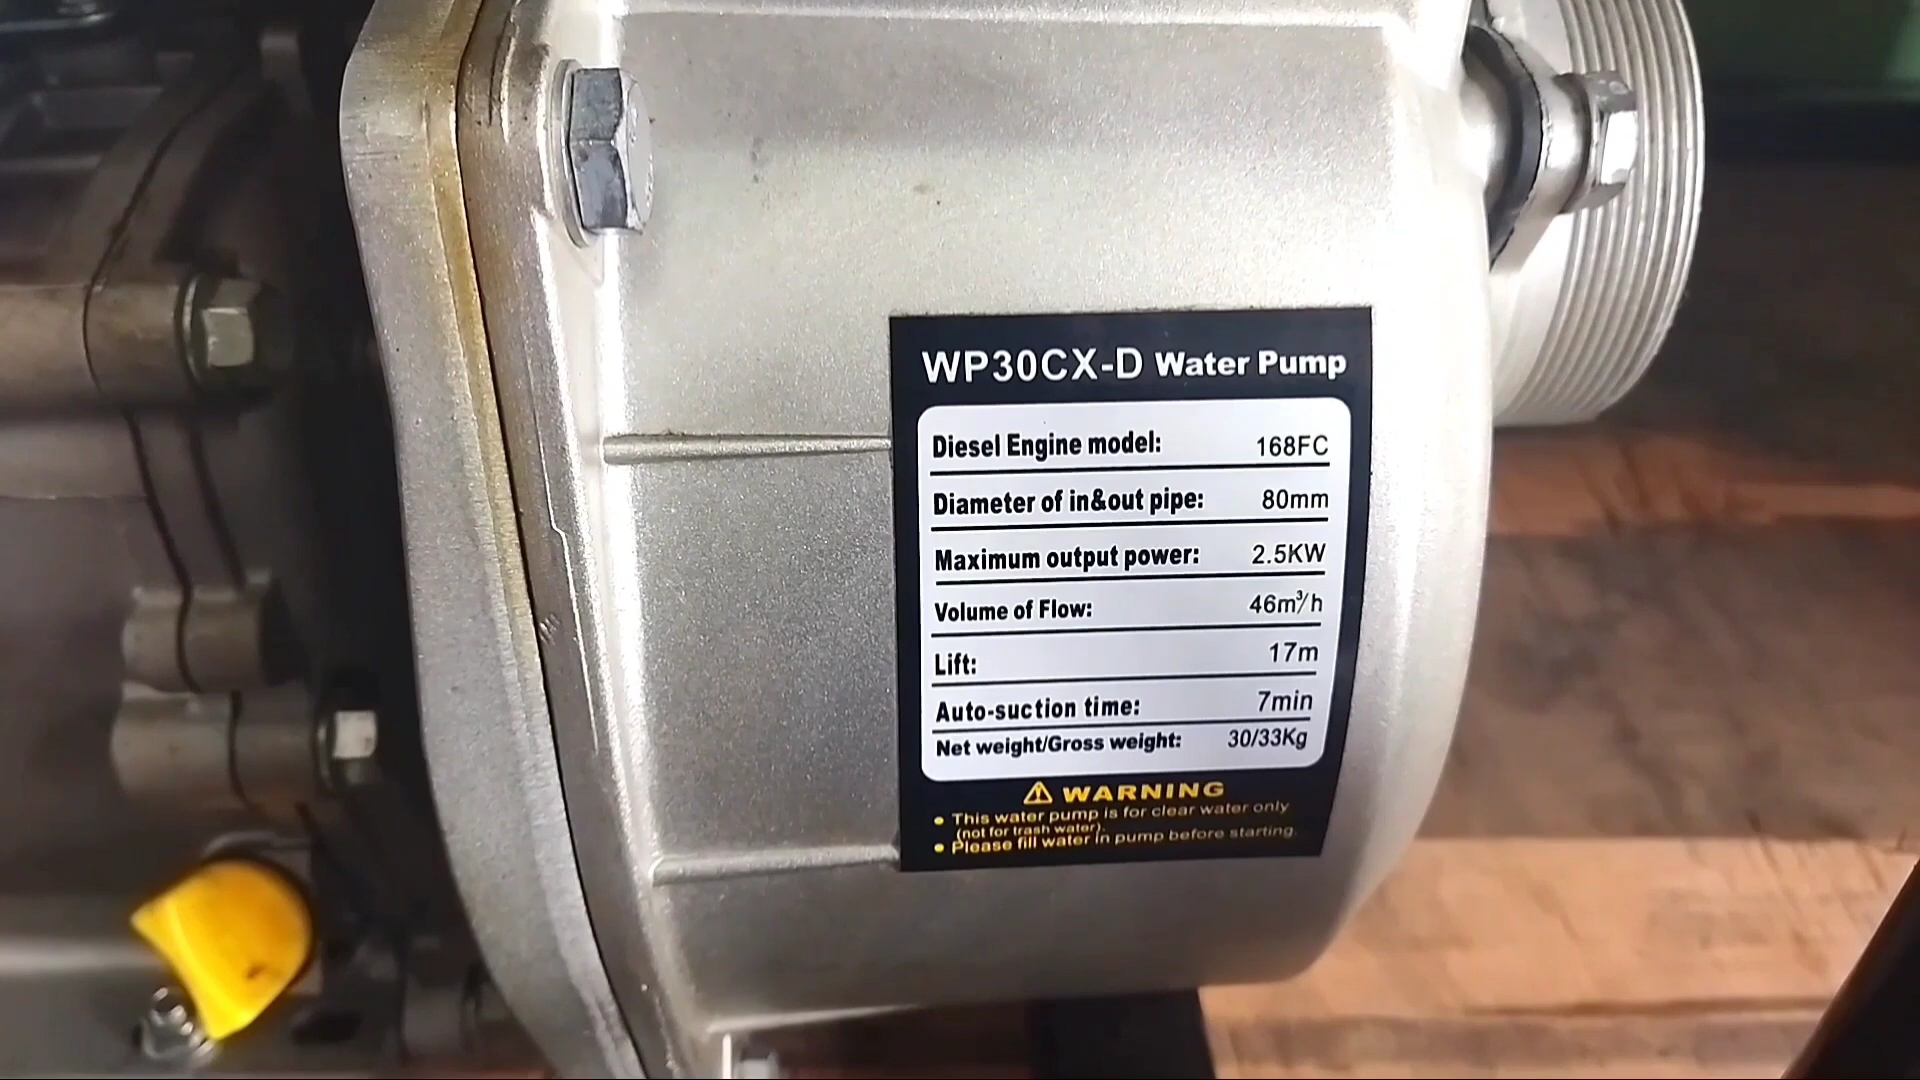 WP30CX-D Water Pump
Diesel Engine model: 168FC
Diameter of in&out pipe: 80mm
Maximum output power: 2.5KW
Volume of Flow: 46m³/h
Lift: 17m
Auto-suction time: 7min
Net weight/Gross weight: 30/33Kg
⚠ WARNING
• This water pump is for clear water only
(not for trash water).
• Please fill water in pump before starting.